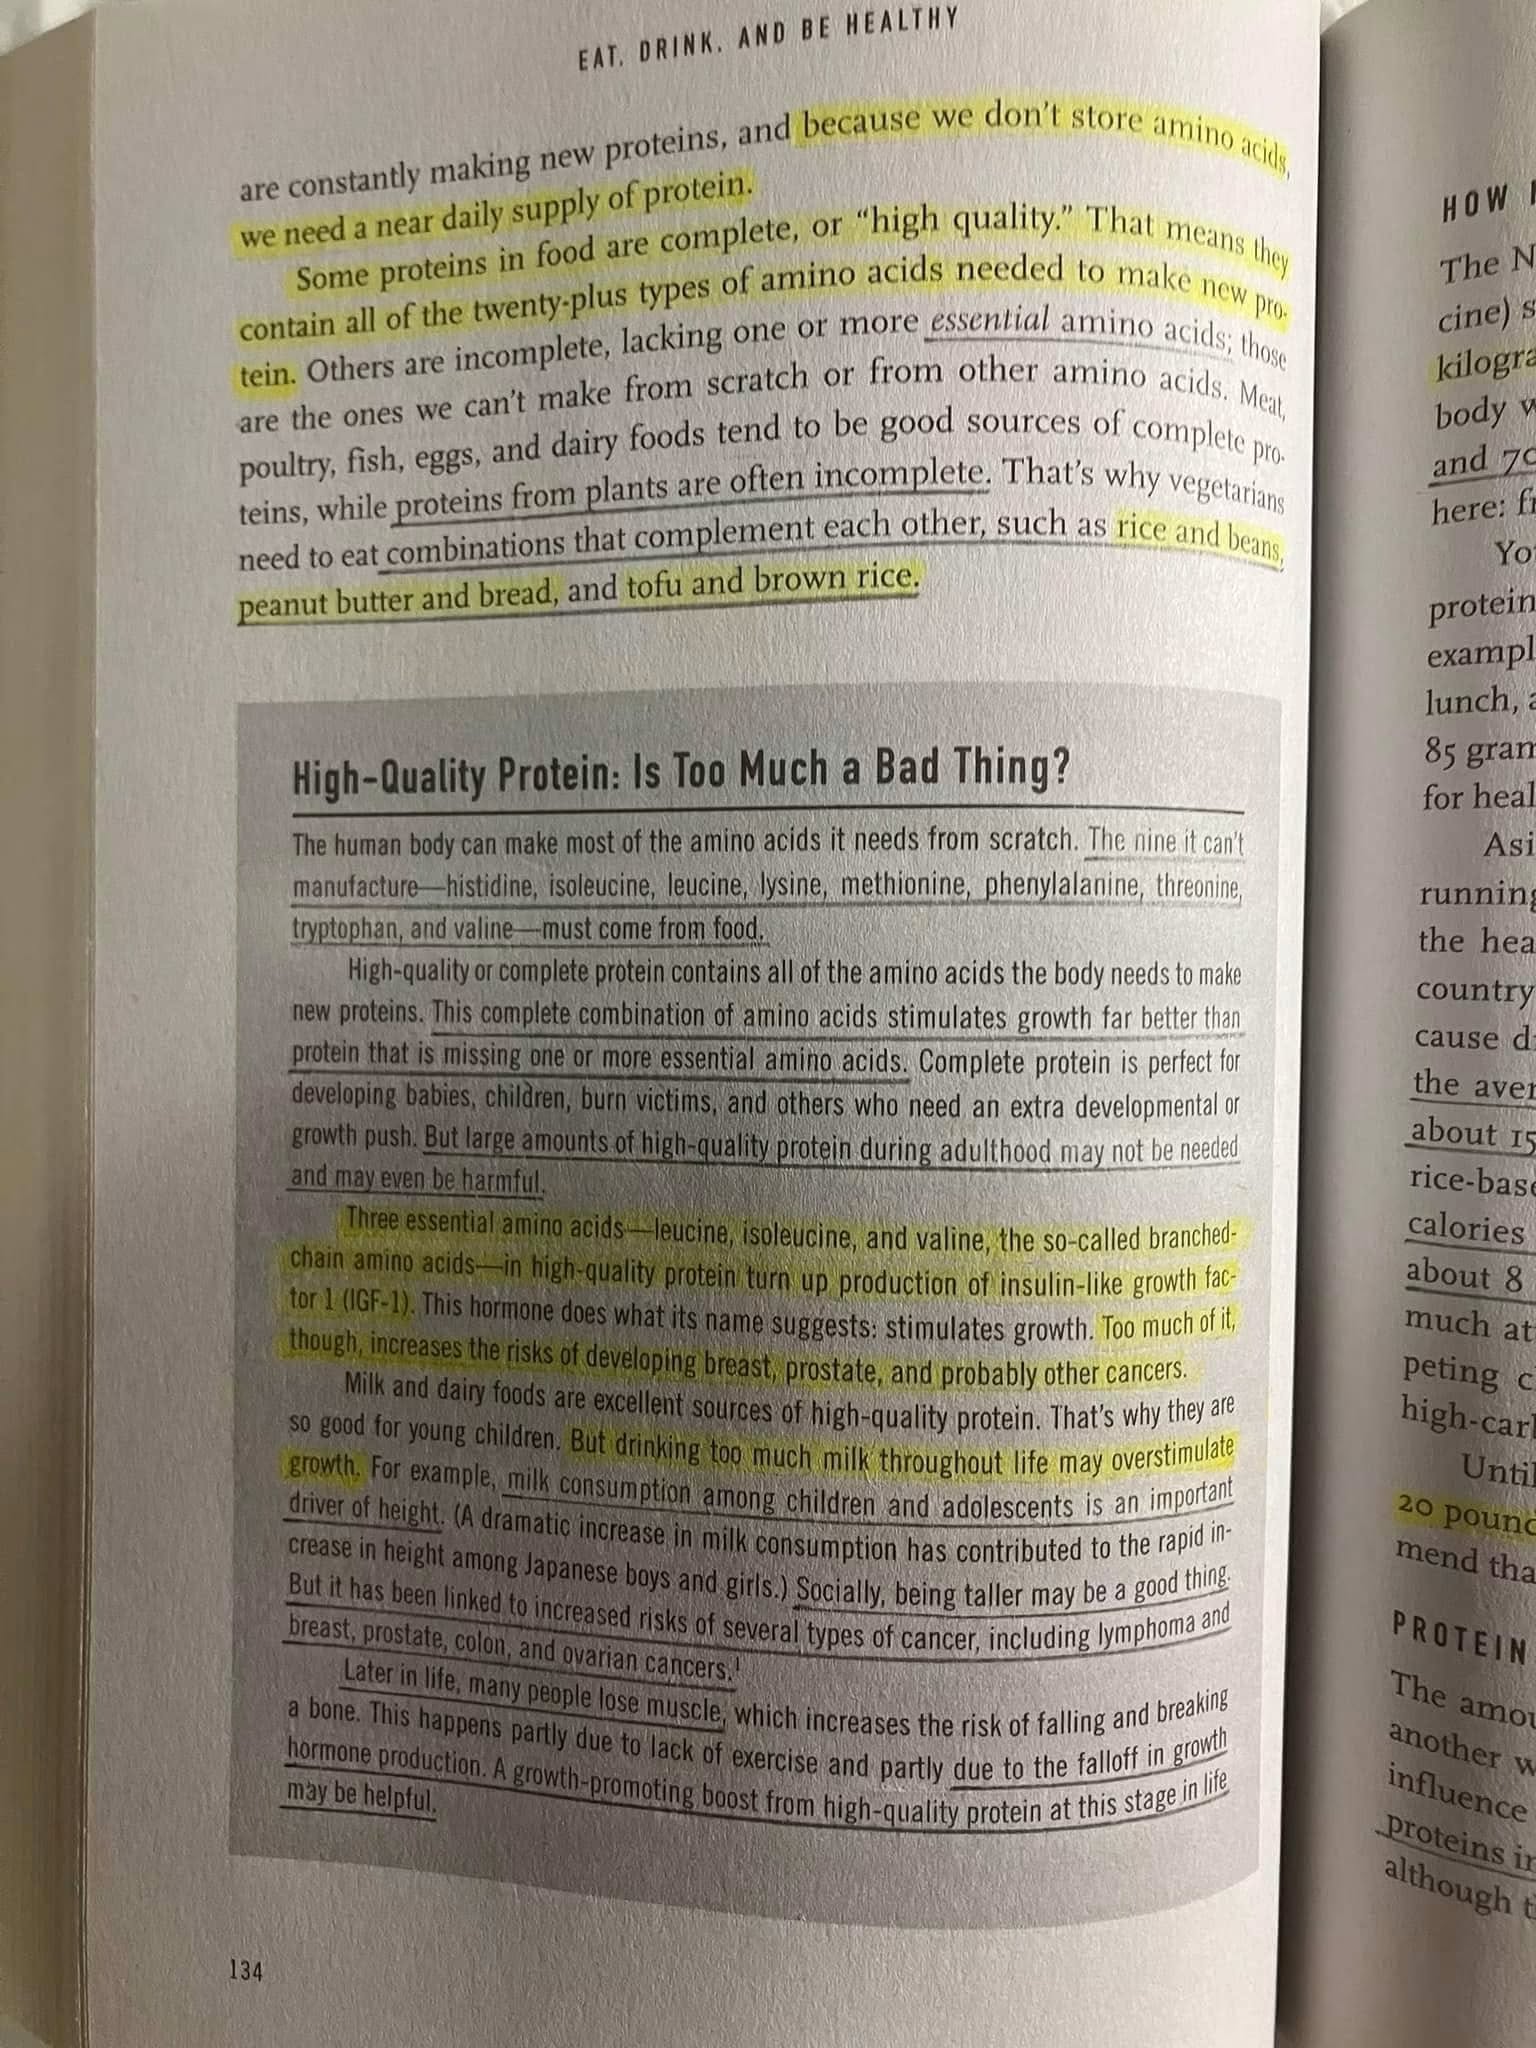 EAT, DRINK, AND BE HEALTHY
are constantly making new proteins, and because we don't store amino acids,
we need a near daily supply of protein.
Some proteins in food are complete, or "high quality." That means they
contain all of the twenty-plus types of amino acids needed to make new pro-
tein. Others are incomplete, lacking one or more essential amino acids; those
are the ones we can't make from scratch or from other amino acids. Meat,
poultry, fish, eggs, and dairy foods tend to be good sources of complete pro-
teins, while proteins from plants are often incomplete. That's why vegetarians
need to eat combinations that complement each other, such as rice and beans,
peanut butter and bread, and tofu and brown rice.
High-Quality Protein: Is Too Much a Bad Thing?
The human body can make most of the amino acids it needs from scratch. The nine it can't
manufacture—histidine, isoleucine, leucine, lysine, methionine, phenylalanine, threonine,
tryptophan, and valine—must come from food.
High-quality or complete protein contains all of the amino acids the body needs to make
new proteins. This complete combination of amino acids stimulates growth far better than
protein that is missing one or more essential amino acids. Complete protein is perfect for
developing babies, children, burn victims, and others who need an extra developmental or
growth push. But large amounts of high-quality protein during adulthood may not be needed
and may even be harmful.
Three essential amino acids—leucine, isoleucine, and valine, the so-called branched-
chain amino acids—in high-quality protein turn up production of insulin-like growth fac-
tor 1 (IGF-1). This hormone does what its name suggests: stimulates growth. Too much of it,
though, increases the risks of developing breast, prostate, and probably other cancers.
Milk and dairy foods are excellent sources of high-quality protein. That's why they are
so good for young children. But drinking too much milk throughout life may overstimulate
growth. For example, milk consumption among children and adolescents is an important
driver of height. (A dramatic increase in milk consumption has contributed to the rapid in-
crease in height among Japanese boys and girls.) Socially, being taller may be a good thing.
But it has been linked to increased risks of several types of cancer, including lymphoma and
breast, prostate, colon, and ovarian cancers.¹
Later in life, many people lose muscle, which increases the risk of falling and breaking
a bone. This happens partly due to lack of exercise and partly due to the falloff in growth
hormone production. A growth-promoting boost from high-quality protein at this stage in life
may be helpful.
134
HOW
The N
cine) s
kilogra
body w
and 70
here: fr
You
protein
exampl
lunch, a
85 gram
for heal
Asi
running
the hea
country
cause di
the aver
about 15
rice-base
calories
about 8
much at
peting c
high-carb
Until
20 pound
mend tha
PROTEIN
The amou
another w
influence
proteins in
although t